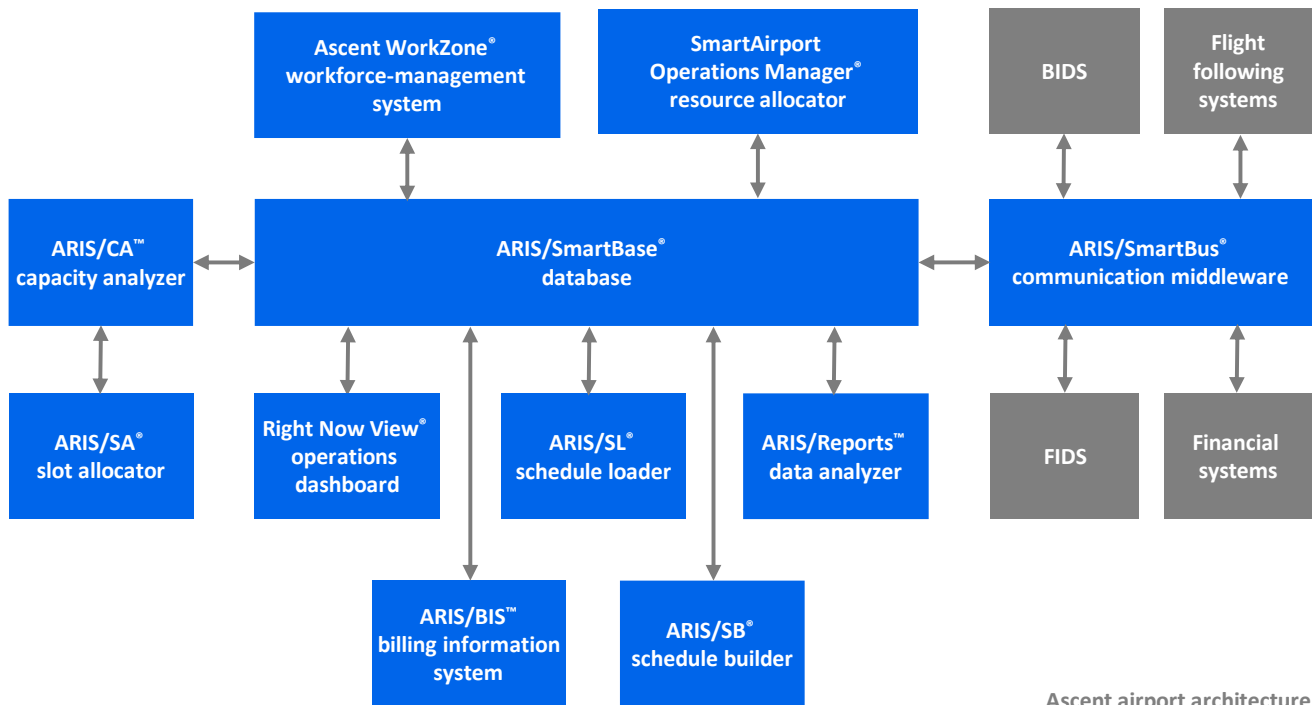 Ascent WorkZone®
workforce-management
system
SmartAirport
Operations Manager®
resource allocator
BIDS
Flight
following
systems
ARIS/CA™
capacity analyzer
ARIS/SmartBase®
database
ARIS/SmartBus®
communication middleware
ARIS/SA®
slot allocator
Right Now View®
operations
dashboard
ARIS/SL®
schedule loader
ARIS/Reports™
data analyzer
FIDS
Financial
systems
ARIS/BIS™
billing information
system
ARIS/SB®
schedule builder
Ascent airport architecture